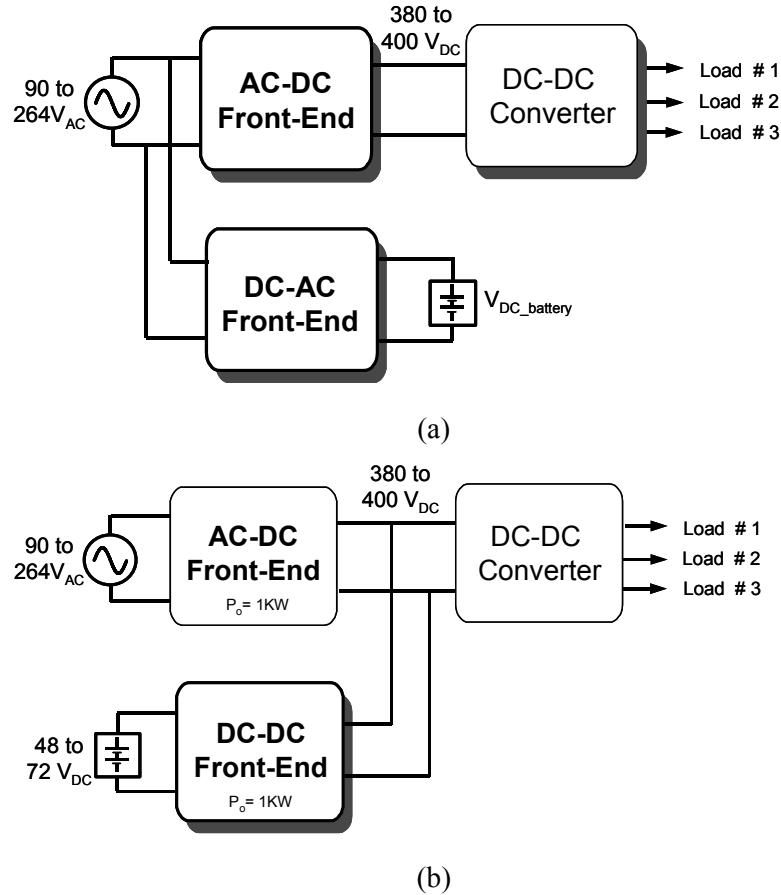 380 to
400 V_DC
90 to
264V_AC
AC-DC
Front-End
DC-DC
Converter
Load # 1
Load # 2
Load # 3
DC-AC
Front-End
V_DC_battery
(a)
380 to
400 V_DC
90 to
264V_AC
AC-DC
Front-End
P_o= 1KW
DC-DC
Converter
Load # 1
Load # 2
Load # 3
48 to
72 V_DC
DC-DC
Front-End
P_o= 1KW
(b)